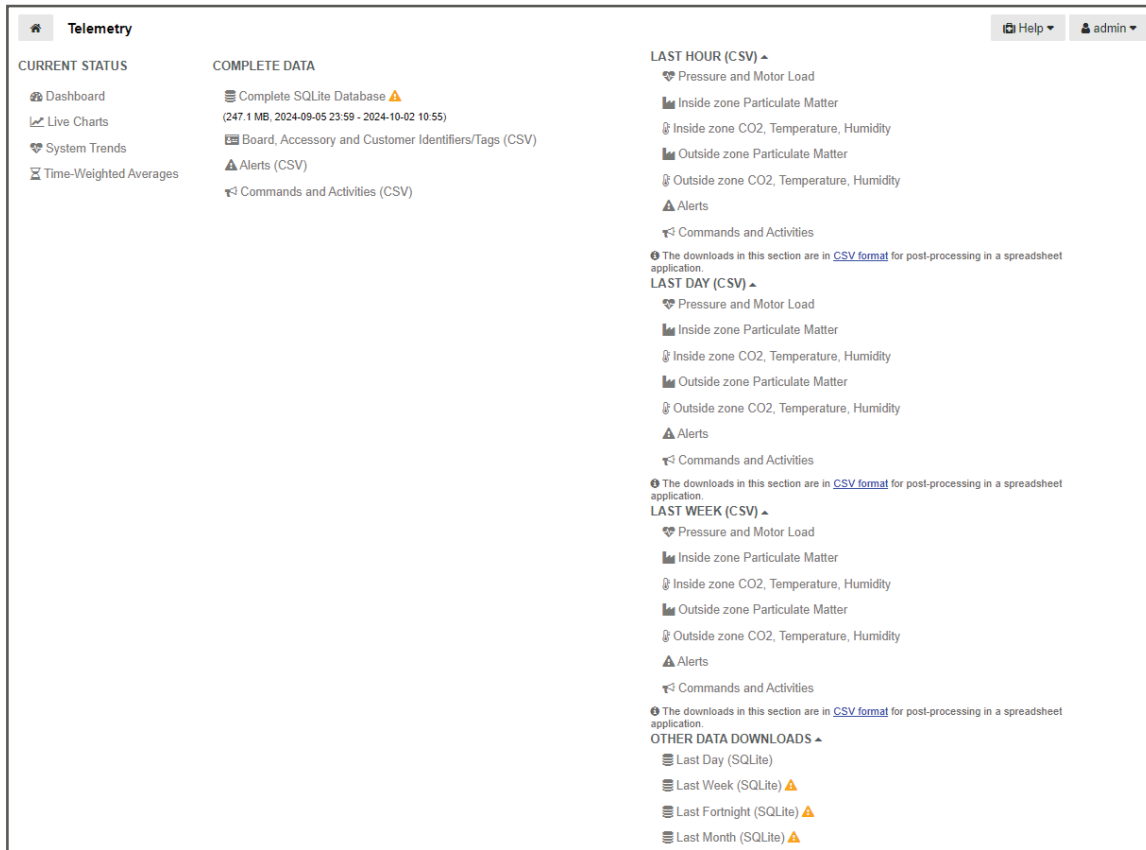 Telemetry
Help
admin
CURRENT STATUS
Dashboard
Live Charts
System Trends
Time-Weighted Averages
COMPLETE DATA
Complete SQLite Database
(247.1 MB, 2024-09-05 23:59 - 2024-10-02 10:55)
Board, Accessory and Customer Identifiers/Tags (CSV)
Alerts (CSV)
Commands and Activities (CSV)
LAST HOUR (CSV)
Pressure and Motor Load
Inside zone Particulate Matter
Inside zone CO2, Temperature, Humidity
Outside zone Particulate Matter
Outside zone CO2, Temperature, Humidity
Alerts
Commands and Activities
The downloads in this section are in CSV format for post-processing in a spreadsheet
application.
LAST DAY (CSV)
Pressure and Motor Load
Inside zone Particulate Matter
Inside zone CO2, Temperature, Humidity
Outside zone Particulate Matter
Outside zone CO2, Temperature, Humidity
Alerts
Commands and Activities
The downloads in this section are in CSV format for post-processing in a spreadsheet
application.
LAST WEEK (CSV)
Pressure and Motor Load
Inside zone Particulate Matter
Inside zone CO2, Temperature, Humidity
Outside zone Particulate Matter
Outside zone CO2, Temperature, Humidity
Alerts
Commands and Activities
The downloads in this section are in CSV format for post-processing in a spreadsheet
application.
OTHER DATA DOWNLOADS
Last Day (SQLite)
Last Week (SQLite)
Last Fortnight (SQLite)
Last Month (SQLite)